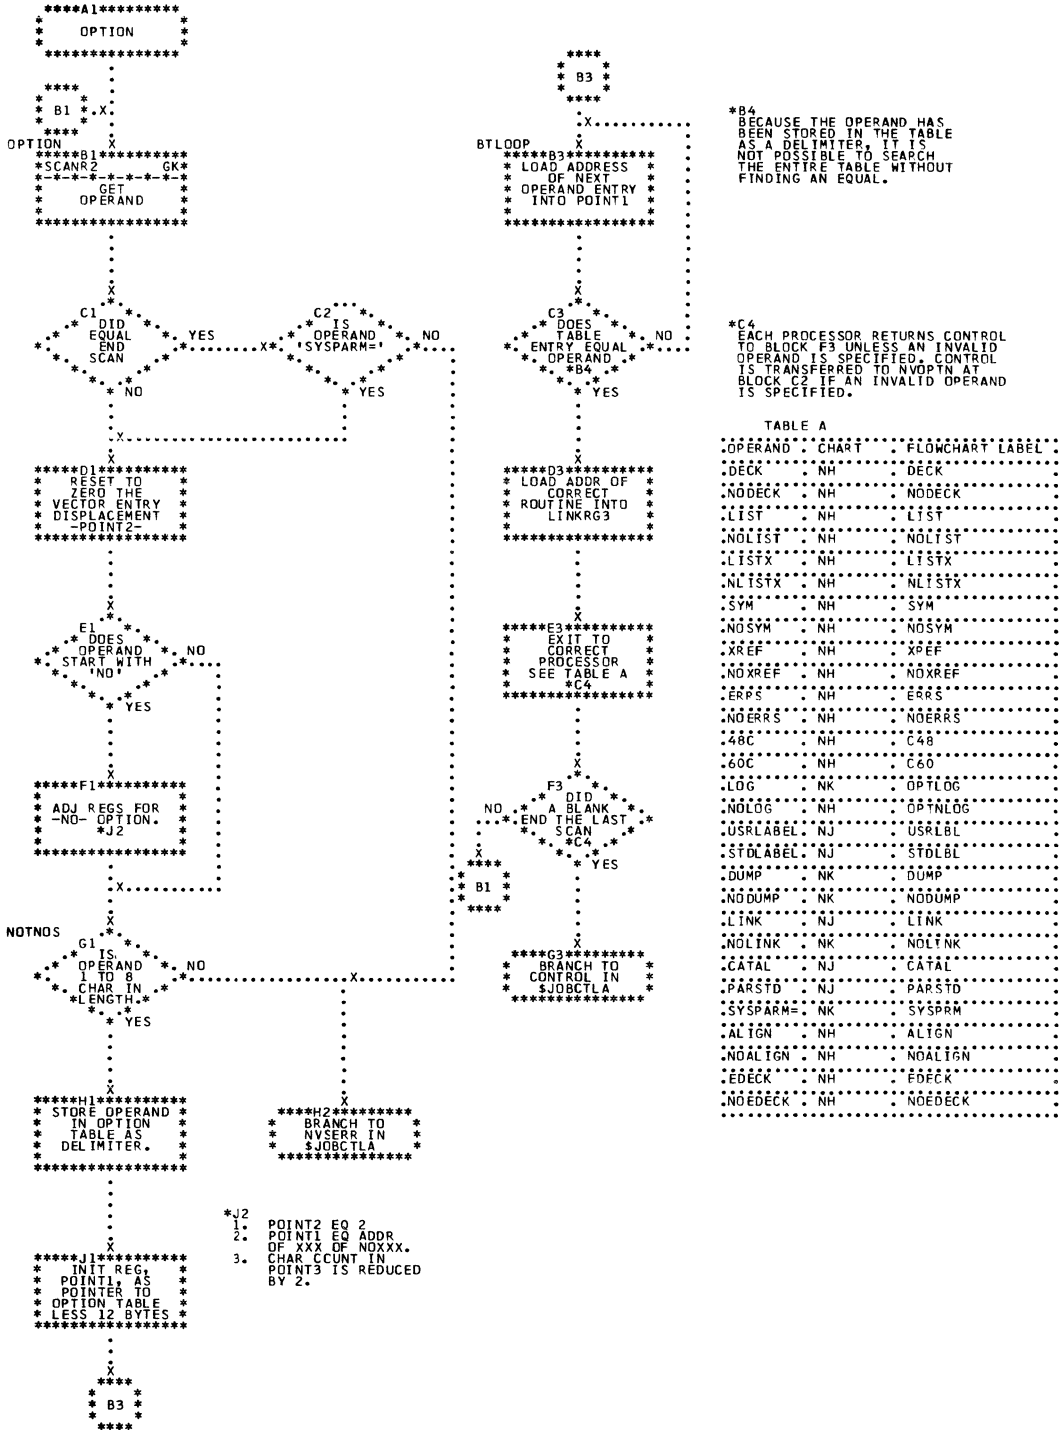 A1
OPTION
B1
OPTION
B1
SCANR2 GK
GET
OPERAND
C1
DID
EQUAL
END
SCAN
YES
NO
C2
IS
OPERAND
'SYSPARM='
NO
YES
D1
RESET TO
ZERO THE
VECTOR ENTRY
DISPLACEMENT
-POINT2-
E1
DOES
OPERAND
START WITH
'NO'
NO
YES
F1
ADJ REGS FOR
-NO- OPTION.
*J2
NOTNOS
G1
IS
OPERAND
1 TO 8
CHAR IN
LENGTH.
NO
YES
H1
STORE OPERAND
IN OPTION
TABLE AS
DELIMITER.
H2
BRANCH TO
NVSERR IN
$JOBCTLA
J1
INIT REG,
POINT1, AS
POINTER TO
OPTION TABLE
LESS 12 BYTES
B3
*J2
1. POINT2 EQ 2
2. POINT1 EQ ADDR
OF XXX OF NOXXX.
3. CHAR CCUNT IN
POINT3 IS REDUCED
BY 2.
B3
BTLOOP
B3
LOAD ADDRESS
OF NEXT
OPERAND ENTRY
INTO POINT1
C3
DOES
TABLE
ENTRY EQUAL
OPERAND
*B4
NO
YES
D3
LOAD ADDR OF
CORRECT
ROUTINE INTO
LINKRG3
E3
EXIT TO
CORRECT
PROCESSOR
SEE TABLE A
*C4
F3
DID
A BLANK
END THE LAST
SCAN
*C4
NO
YES
B1
G3
BRANCH TO
CONTROL IN
$JOBCTLA
*B4
BECAUSE THE OPERAND HAS
BEEN STORED IN THE TABLE
AS A DELIMITER, IT IS
NOT POSSIBLE TO SEARCH
THE ENTIRE TABLE WITHOUT
FINDING AN EQUAL.
*C4
EACH PROCESSOR RETURNS CONTROL
TO BLOCK F3 UNLESS AN INVALID
OPERAND IS SPECIFIED. CONTROL
IS TRANSFERRED TO NVOPTN AT
BLOCK C2 IF AN INVALID OPERAND
IS SPECIFIED.
TABLE A
OPERAND . CHART . FLOWCHART LABEL
DECK . NH . DECK
NODECK . NH . NODECK
LIST . NH . LIST
NOLIST . NH . NOLIST
LISTX . NH . LISTX
NLISTX . NH . NLISTX
SYM . NH . SYM
NOSYM . NH . NOSYM
XREF . NH . XPEF
NOXREF . NH . NOXREF
ERPS . NH . ERRS
NOERRS . NH . NOERRS
48C . NH . C48
60C . NH . C60
LOG . NK . OPTLOG
NOLOG . NH . OPTNLOG
USRLABEL. NJ . USRLBL
STDLABEL. NJ . STDLBL
DUMP . NK . DUMP
NODUMP . NK . NODUMP
LINK . NJ . LINK
NOLINK . NK . NOLINK
CATAL . NJ . CATAL
PARSTD . NJ . PARSTD
SYSPARM=. NK . SYSPRM
ALIGN . NH . ALIGN
NOALIGN . NH . NOALIGN
EDECK . NH . EDECK
NOEDECK . NH . NOEDECK